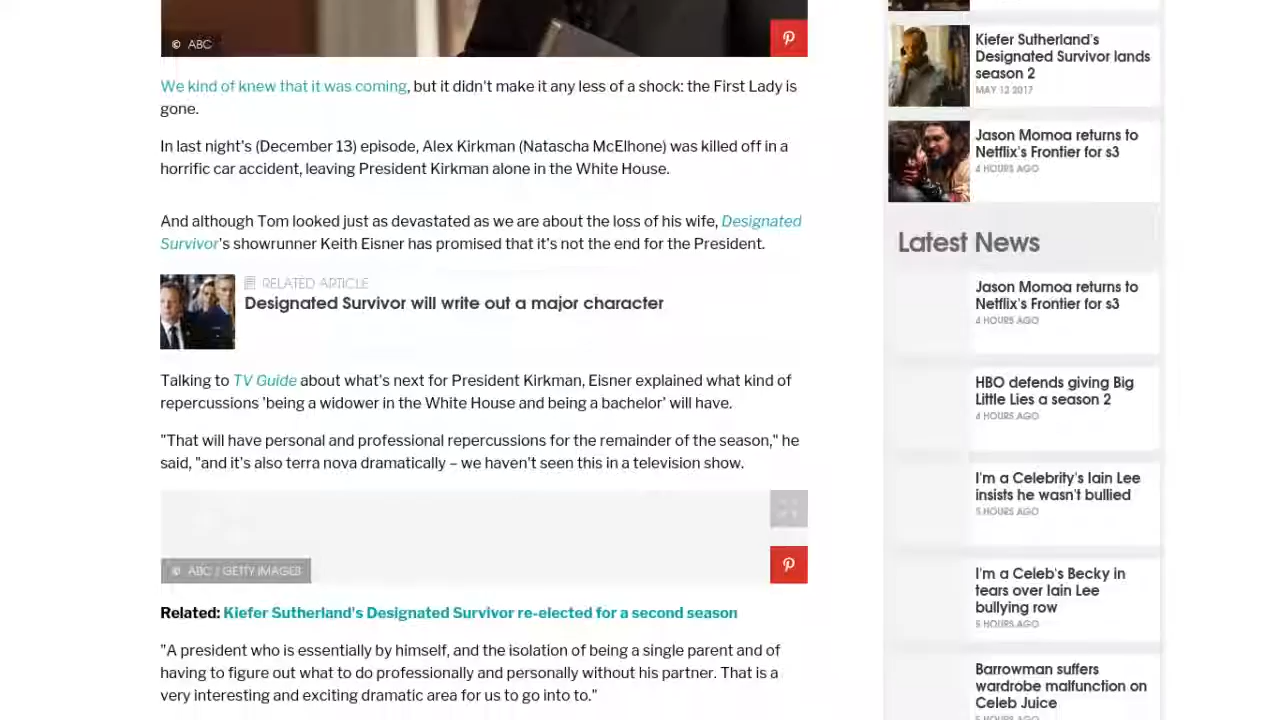 © ABC
We kind of knew that it was coming, but it didn't make it any less of a shock: the First Lady is
gone.
In last night's (December 13) episode, Alex Kirkman (Natascha McElhone) was killed off in a
horrific car accident, leaving President Kirkman alone in the White House.
And although Tom looked just as devastated as we are about the loss of his wife, Designated
Survivor's showrunner Keith Eisner has promised that it's not the end for the President.
RELATED ARTICLE
Designated Survivor will write out a major character
Talking to TV Guide about what's next for President Kirkman, Eisner explained what kind of
repercussions 'being a widower in the White House and being a bachelor' will have.
"That will have personal and professional repercussions for the remainder of the season," he
said, "and it's also terra nova dramatically – we haven't seen this in a television show.
© ABC / GETTY IMAGES
Related: Kiefer Sutherland's Designated Survivor re-elected for a second season
"A president who is essentially by himself, and the isolation of being a single parent and of
having to figure out what to do professionally and personally without his partner. That is a
very interesting and exciting dramatic area for us to go into to."
Kiefer Sutherland's
Designated Survivor lands
season 2
MAY 12 2017
Jason Momoa returns to
Netflix's Frontier for s3
4 HOURS AGO
Latest News
Jason Momoa returns to
Netflix's Frontier for s3
4 HOURS AGO
HBO defends giving Big
Little Lies a season 2
4 HOURS AGO
I'm a Celebrity's Iain Lee
insists he wasn't bullied
5 HOURS AGO
I'm a Celeb's Becky in
tears over Iain Lee
bullying row
5 HOURS AGO
Barrowman suffers
wardrobe malfunction on
Celeb Juice
5 HOURS AGO